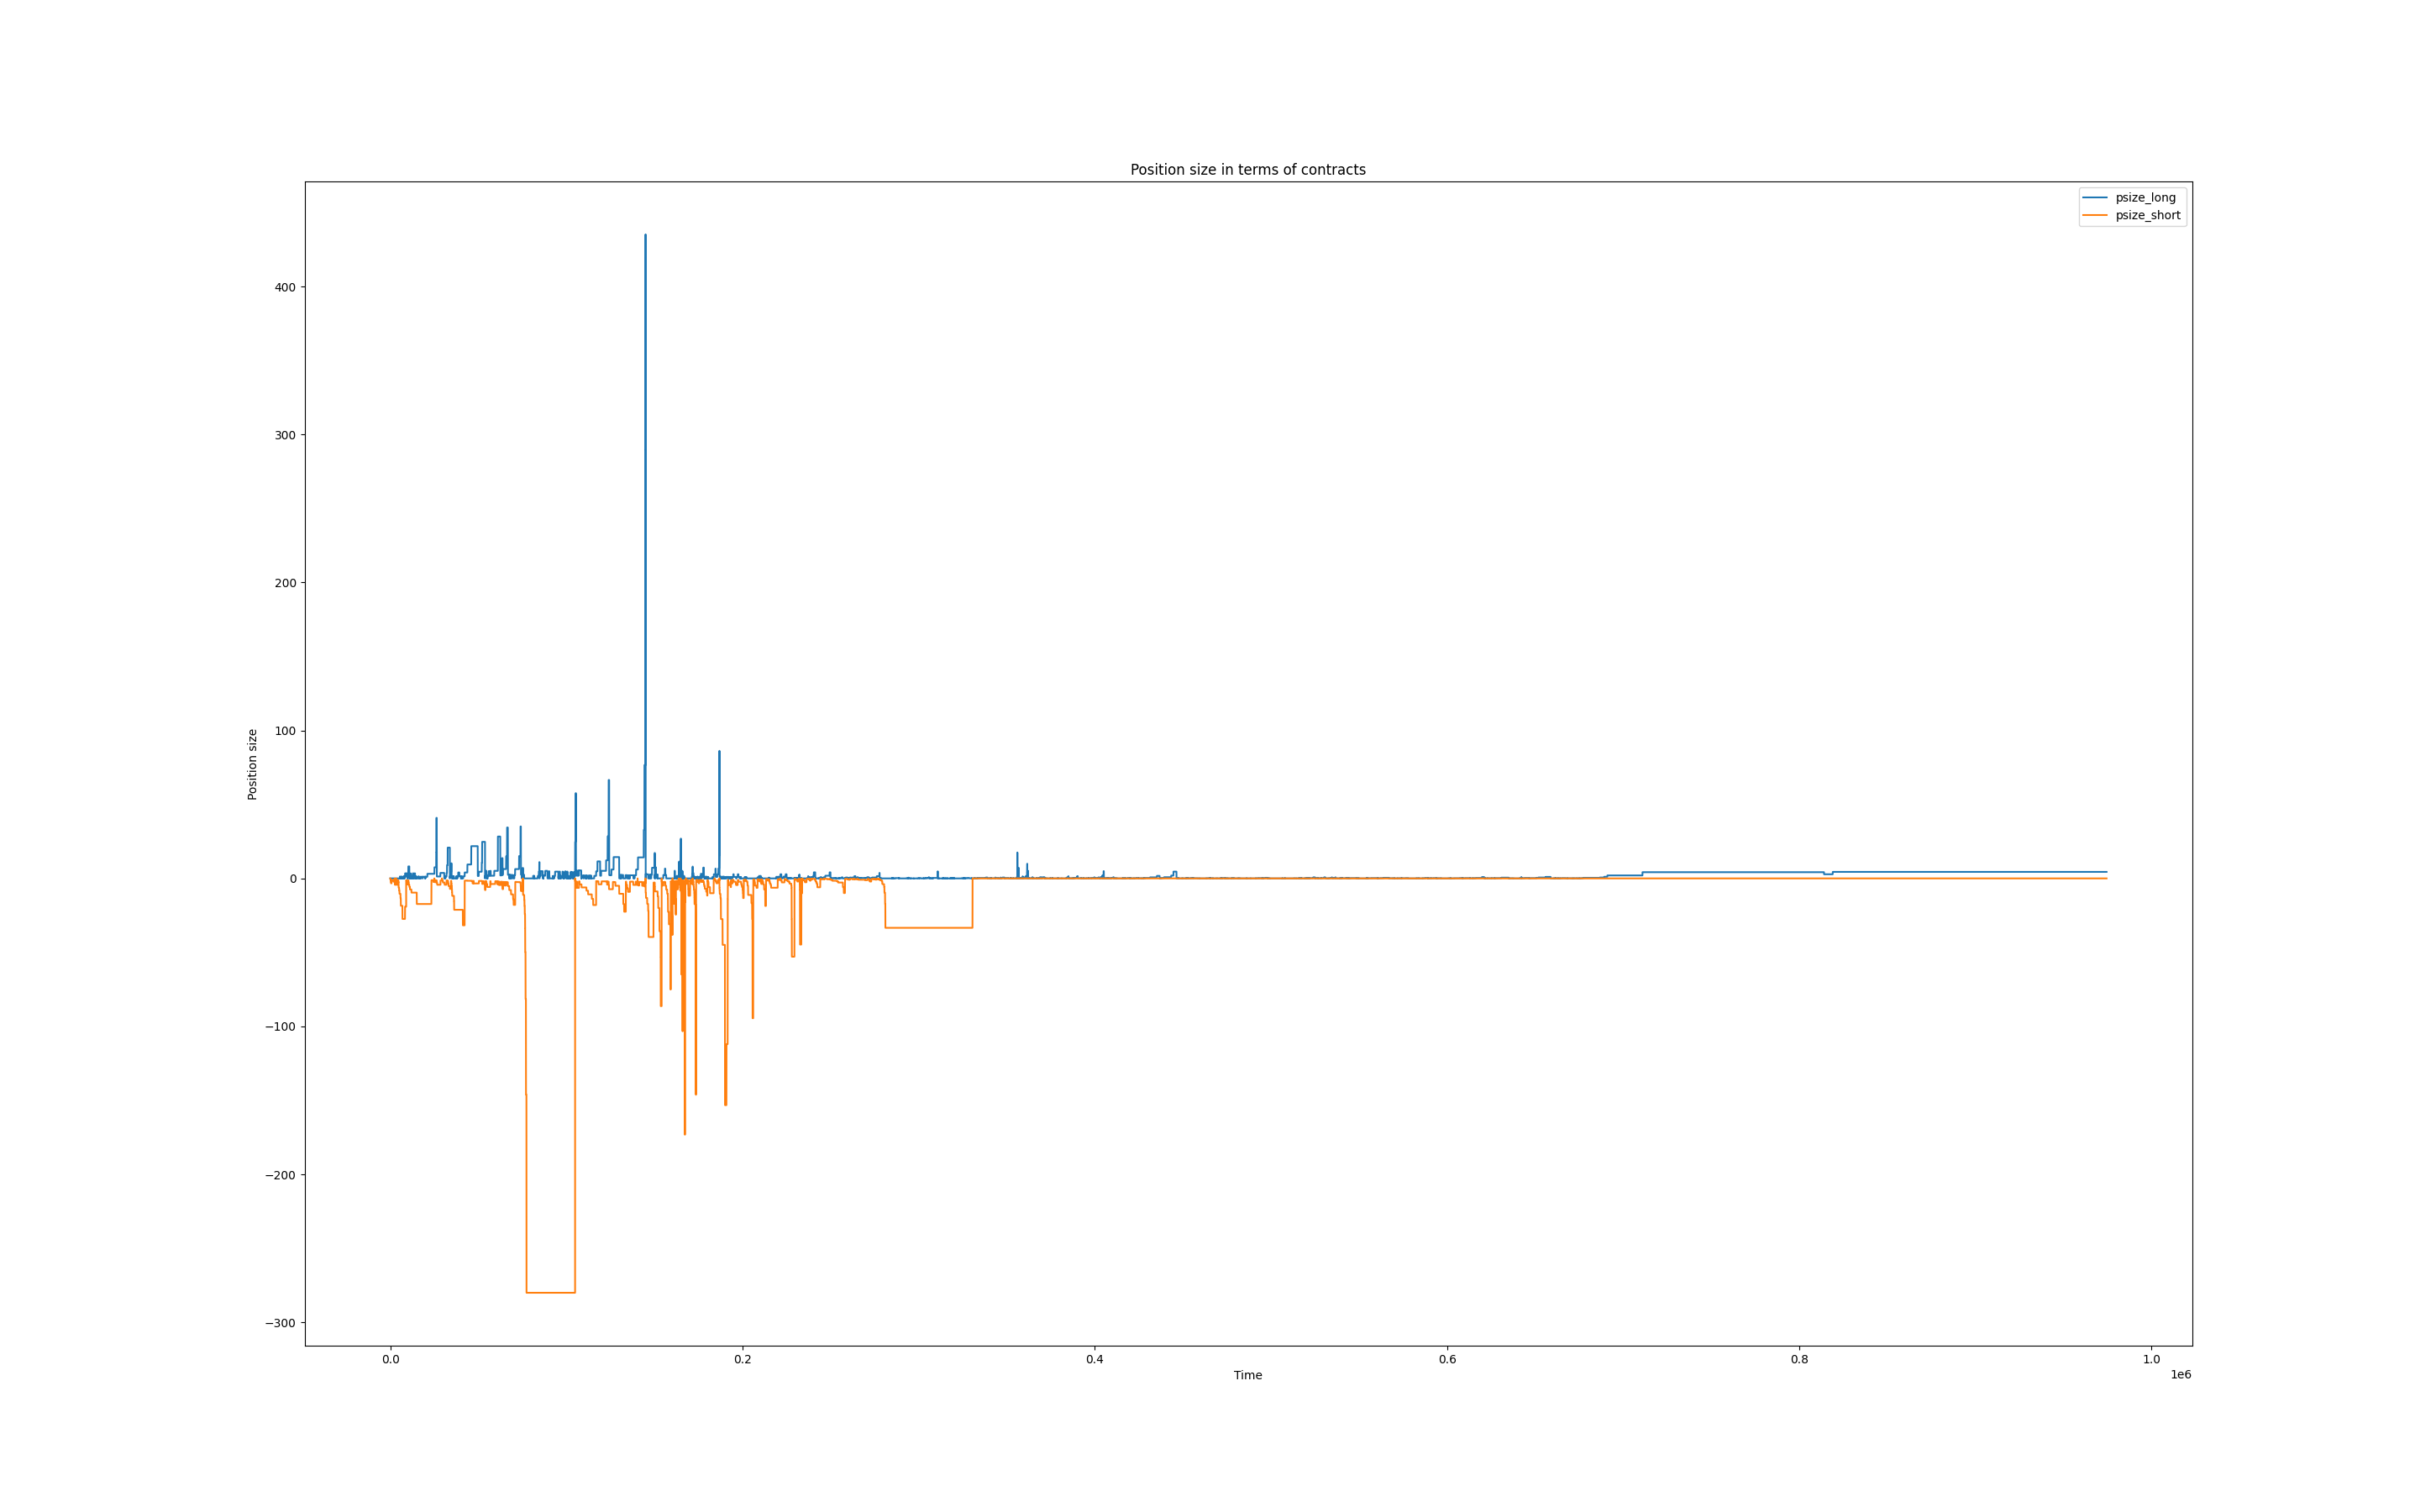 Position size in terms of contracts
psize_long
psize_short
400
300
200
100
0
−100
−200
−300
Position size
0.0
0.2
0.4
0.6
0.8
1.0
Time
1e6